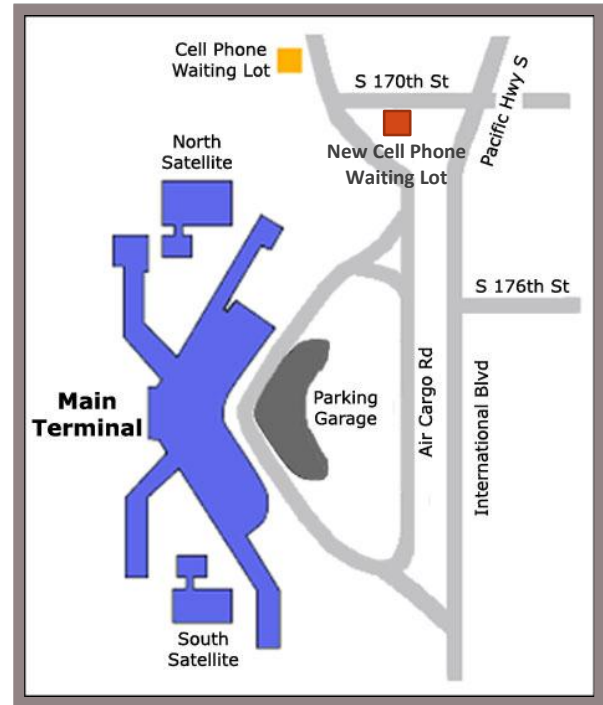 Cell Phone
Waiting Lot
S 170th St
Pacific Hwy S
North
Satellite
New Cell Phone
Waiting Lot
S 176th St
Main
Terminal
Parking
Garage
Air Cargo Rd
International Blvd
South
Satellite